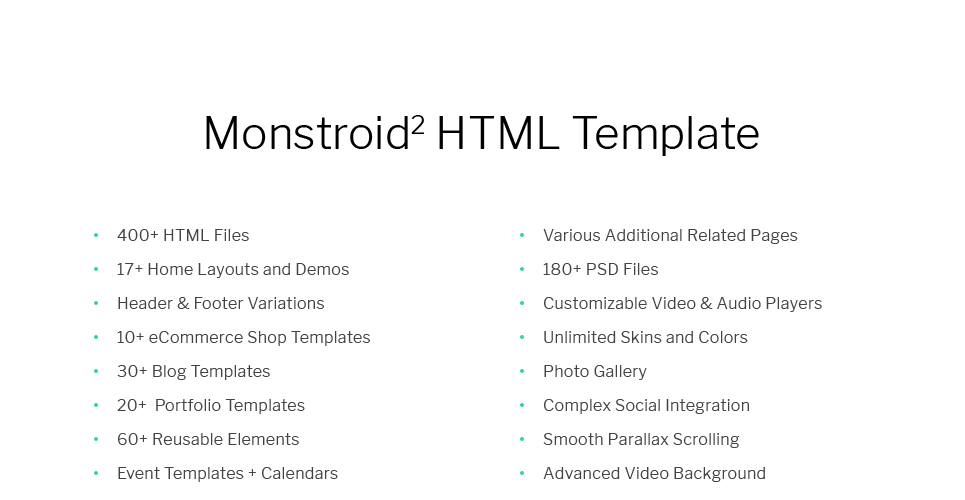 Monstroid² HTML Template
• 400+ HTML Files
• 17+ Home Layouts and Demos
• Header & Footer Variations
• 10+ eCommerce Shop Templates
• 30+ Blog Templates
• 20+ Portfolio Templates
• 60+ Reusable Elements
• Event Templates + Calendars
• Various Additional Related Pages
• 180+ PSD Files
• Customizable Video & Audio Players
• Unlimited Skins and Colors
• Photo Gallery
• Complex Social Integration
• Smooth Parallax Scrolling
• Advanced Video Background